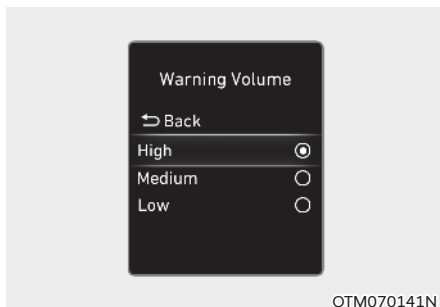 Warning Volume
Back
High
Medium
Low
OTM070141N